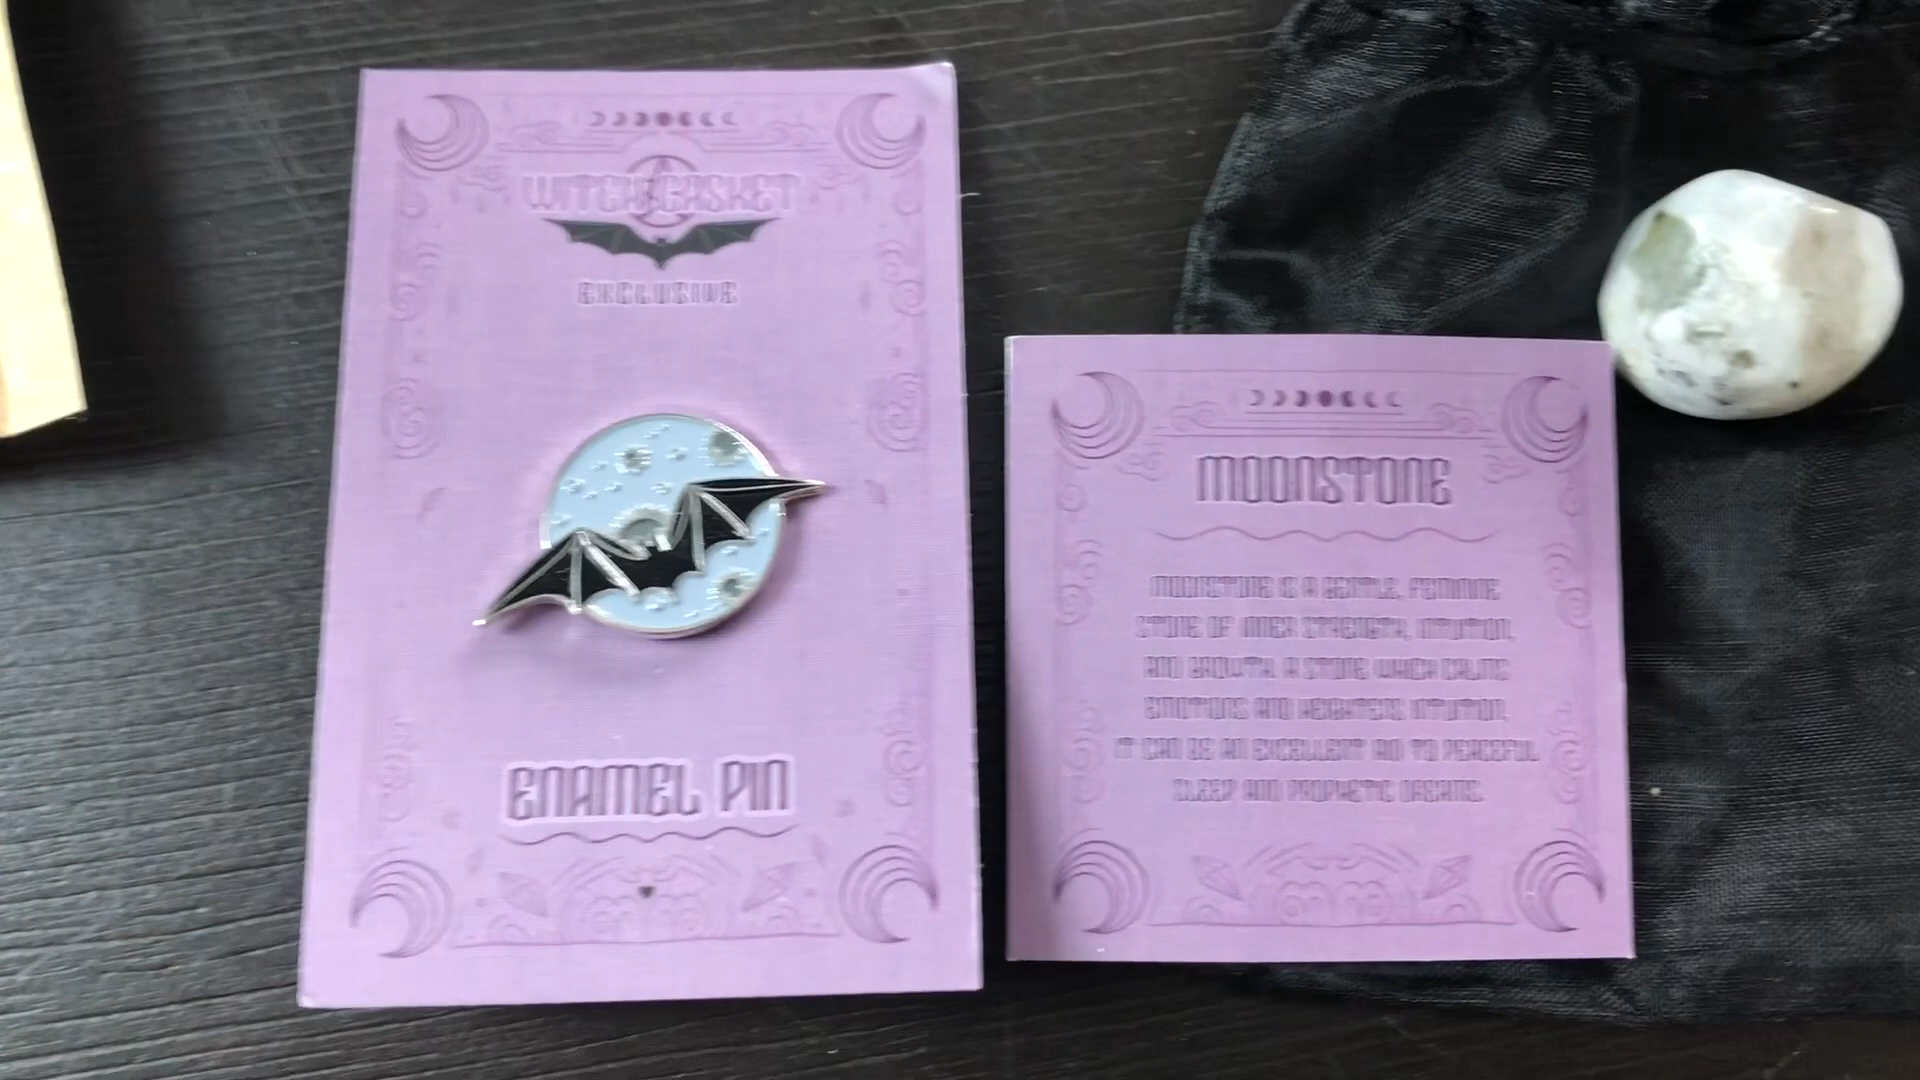 WITCH CASKET
EXCLUSIVE
ENAMEL PIN
MOONSTONE
MOONSTONE IS A GENTLE, FEMININE
STONE OF INNER STRENGTH, INTUITION,
AND GROWTH. A STONE WHICH CALMS
EMOTIONS AND HEIGHTENS INTUITION,
IT CAN BE AN EXCELLENT AID TO PEACEFUL
SLEEP AND PROPHETIC DREAMS.